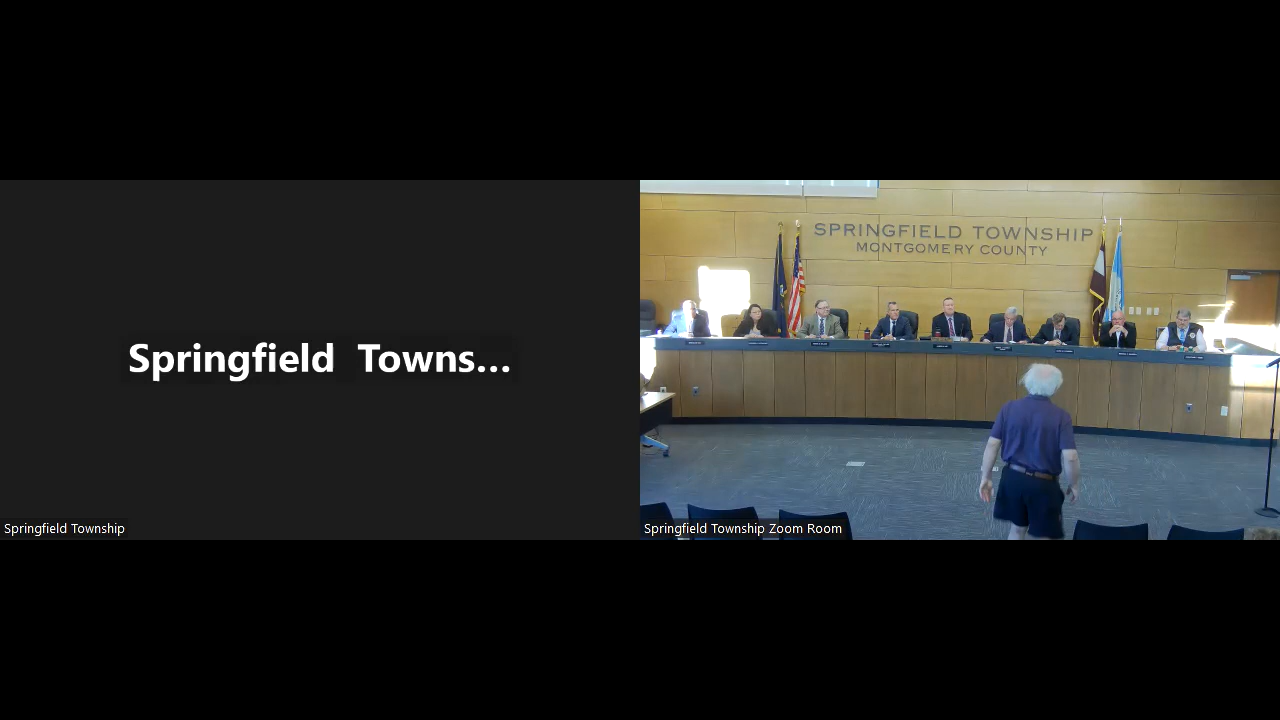 Springfield Towns...
Springfield Township
SPRINGFIELD TOWNSHIP
MONTGOMERY COUNTY
Springfield Township Zoom Room